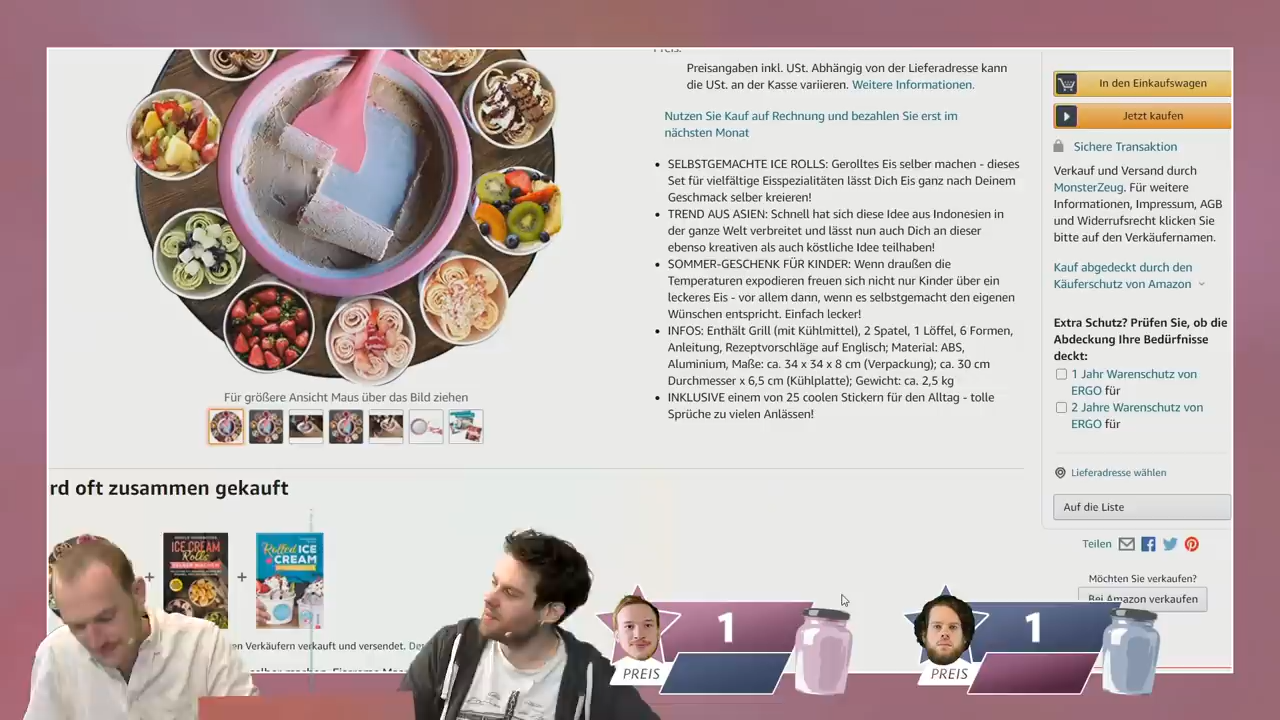 Preis:
Preisangaben inkl. USt. Abhängig von der Lieferadresse kann
die USt. an der Kasse variieren. Weitere Informationen.
Nutzen Sie Kauf auf Rechnung und bezahlen Sie erst im
nächsten Monat
• SELBSTGEMACHTE ICE ROLLS: Gerolltes Eis selber machen - dieses
Set für vielfältige Eisspezialitäten lässt Dich Eis ganz nach Deinem
Geschmack selber kreieren!
• TREND AUS ASIEN: Schnell hat sich diese Idee aus Indonesien in
der ganze Welt verbreitet und lässt nun auch Dich an dieser
ebenso kreativen als auch köstliche Idee teilhaben!
• SOMMER-GESCHENK FÜR KINDER: Wenn draußen die
Temperaturen expodieren freuen sich nicht nur Kinder über ein
leckeres Eis - vor allem dann, wenn es selbstgemacht den eigenen
Wünschen entspricht. Einfach lecker!
• INFOS: Enthält Grill (mit Kühlmittel), 2 Spatel, 1 Löffel, 6 Formen,
Anleitung, Rezeptvorschläge auf Englisch; Material: ABS,
Aluminium, Maße: ca. 34 x 34 x 8 cm (Verpackung); ca. 30 cm
Durchmesser x 6,5 cm (Kühlplatte); Gewicht: ca. 2,5 kg
• INKLUSIVE einem von 25 coolen Stickern für den Alltag - tolle
Sprüche zu vielen Anlässen!
Für größere Ansicht Maus über das Bild ziehen
In den Einkaufswagen
Jetzt kaufen
Sichere Transaktion
Verkauf und Versand durch
MonsterZeug. Für weitere
Informationen, Impressum, AGB
und Widerrufsrecht klicken Sie
bitte auf den Verkäufernamen.
Kauf abgedeckt durch den
Käuferschutz von Amazon
Extra Schutz? Prüfen Sie, ob die
Abdeckung Ihre Bedürfnisse
deckt:
1 Jahr Warenschutz von
ERGO für
2 Jahre Warenschutz von
ERGO für
Lieferadresse wählen
Auf die Liste
Teilen
Möchten Sie verkaufen?
Bei Amazon verkaufen
rd oft zusammen gekauft
+
ICE CREAM
Rolls
+
Rolled ICE
CREAM
en Verkäufern verkauft und versendet.
1
PREIS
1
PREIS